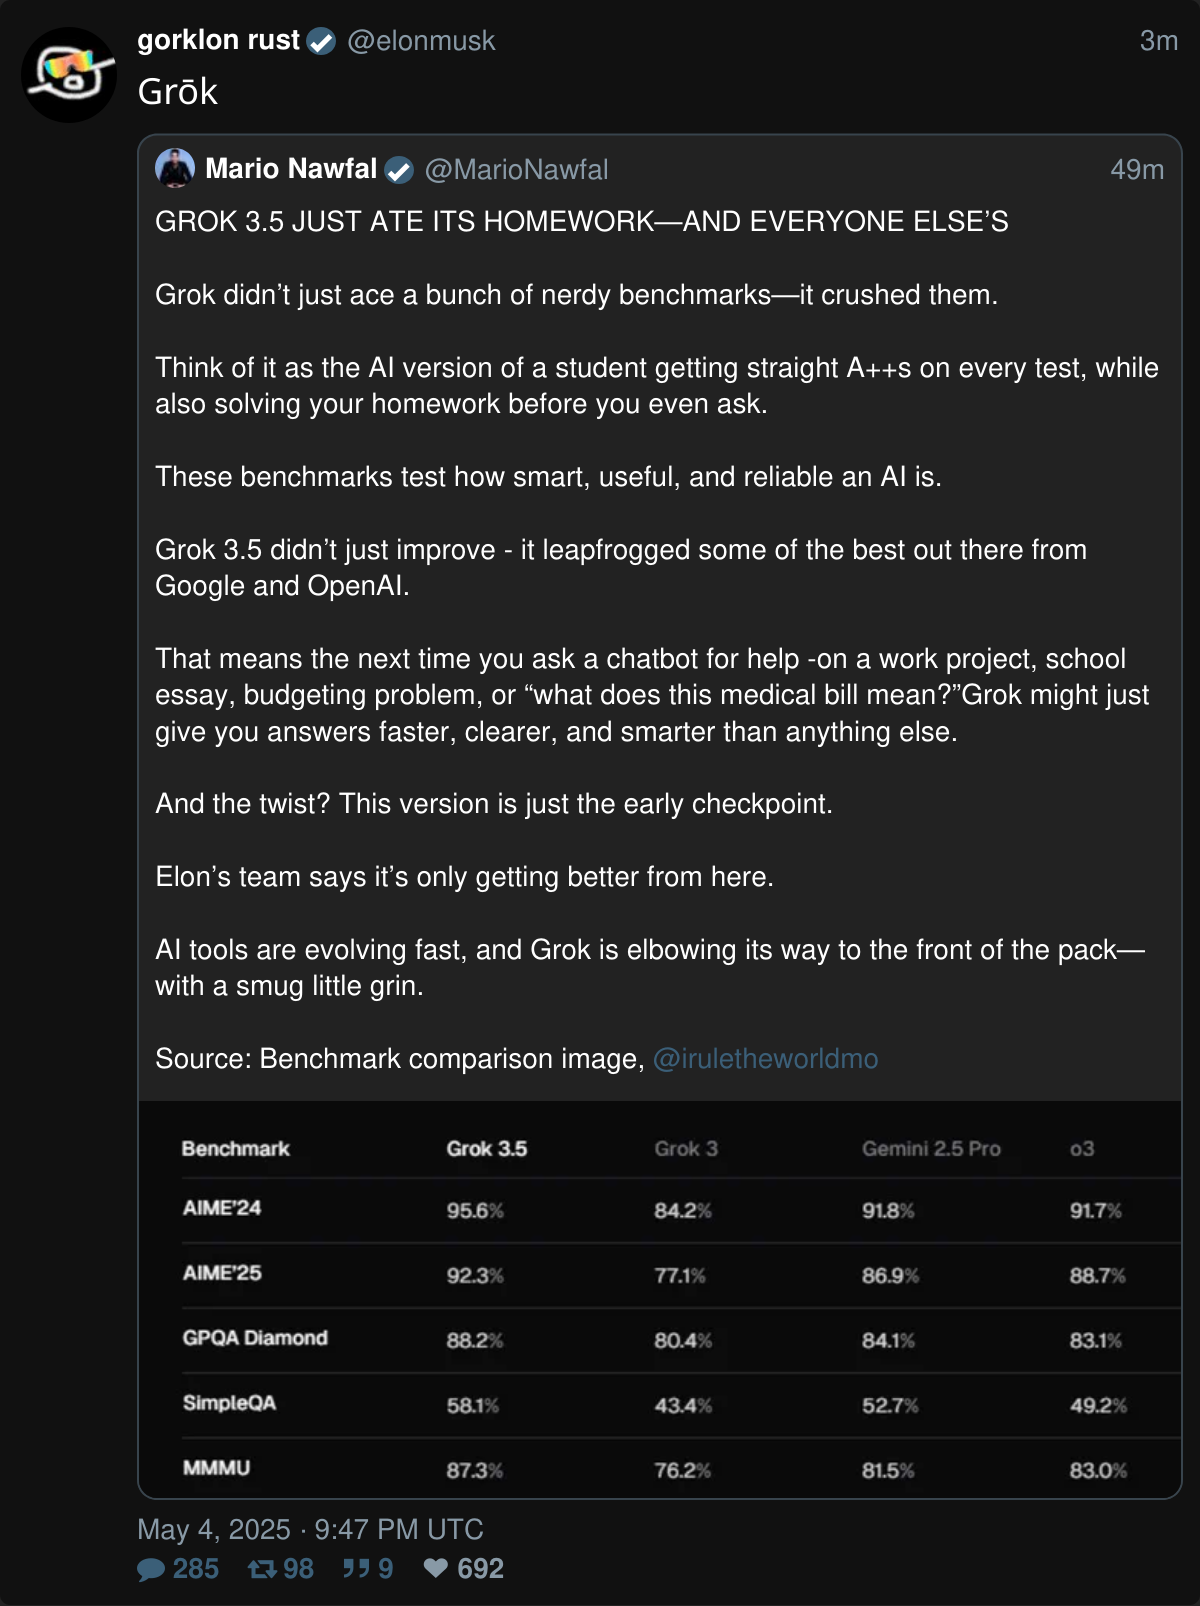 gorklon rust @elonmusk 3m
Grōk
Mario Nawfal @MarioNawfal 49m
GROK 3.5 JUST ATE ITS HOMEWORK—AND EVERYONE ELSE’S
Grok didn’t just ace a bunch of nerdy benchmarks—it crushed them.
Think of it as the AI version of a student getting straight A++s on every test, while
also solving your homework before you even ask.
These benchmarks test how smart, useful, and reliable an AI is.
Grok 3.5 didn’t just improve - it leapfrogged some of the best out there from
Google and OpenAI.
That means the next time you ask a chatbot for help -on a work project, school
essay, budgeting problem, or “what does this medical bill mean?”Grok might just
give you answers faster, clearer, and smarter than anything else.
And the twist? This version is just the early checkpoint.
Elon’s team says it’s only getting better from here.
AI tools are evolving fast, and Grok is elbowing its way to the front of the pack—
with a smug little grin.
Source: Benchmark comparison image, @iruletheworldmo
Benchmark Grok 3.5 Grok 3 Gemini 2.5 Pro o3
AIME’24 95.6% 84.2% 91.8% 91.7%
AIME’25 92.3% 77.1% 86.9% 88.7%
GPQA Diamond 88.2% 80.4% 84.1% 83.1%
SimpleQA 58.1% 43.4% 52.7% 49.2%
MMMU 87.3% 76.2% 81.5% 83.0%
May 4, 2025 · 9:47 PM UTC
285 98 9 692